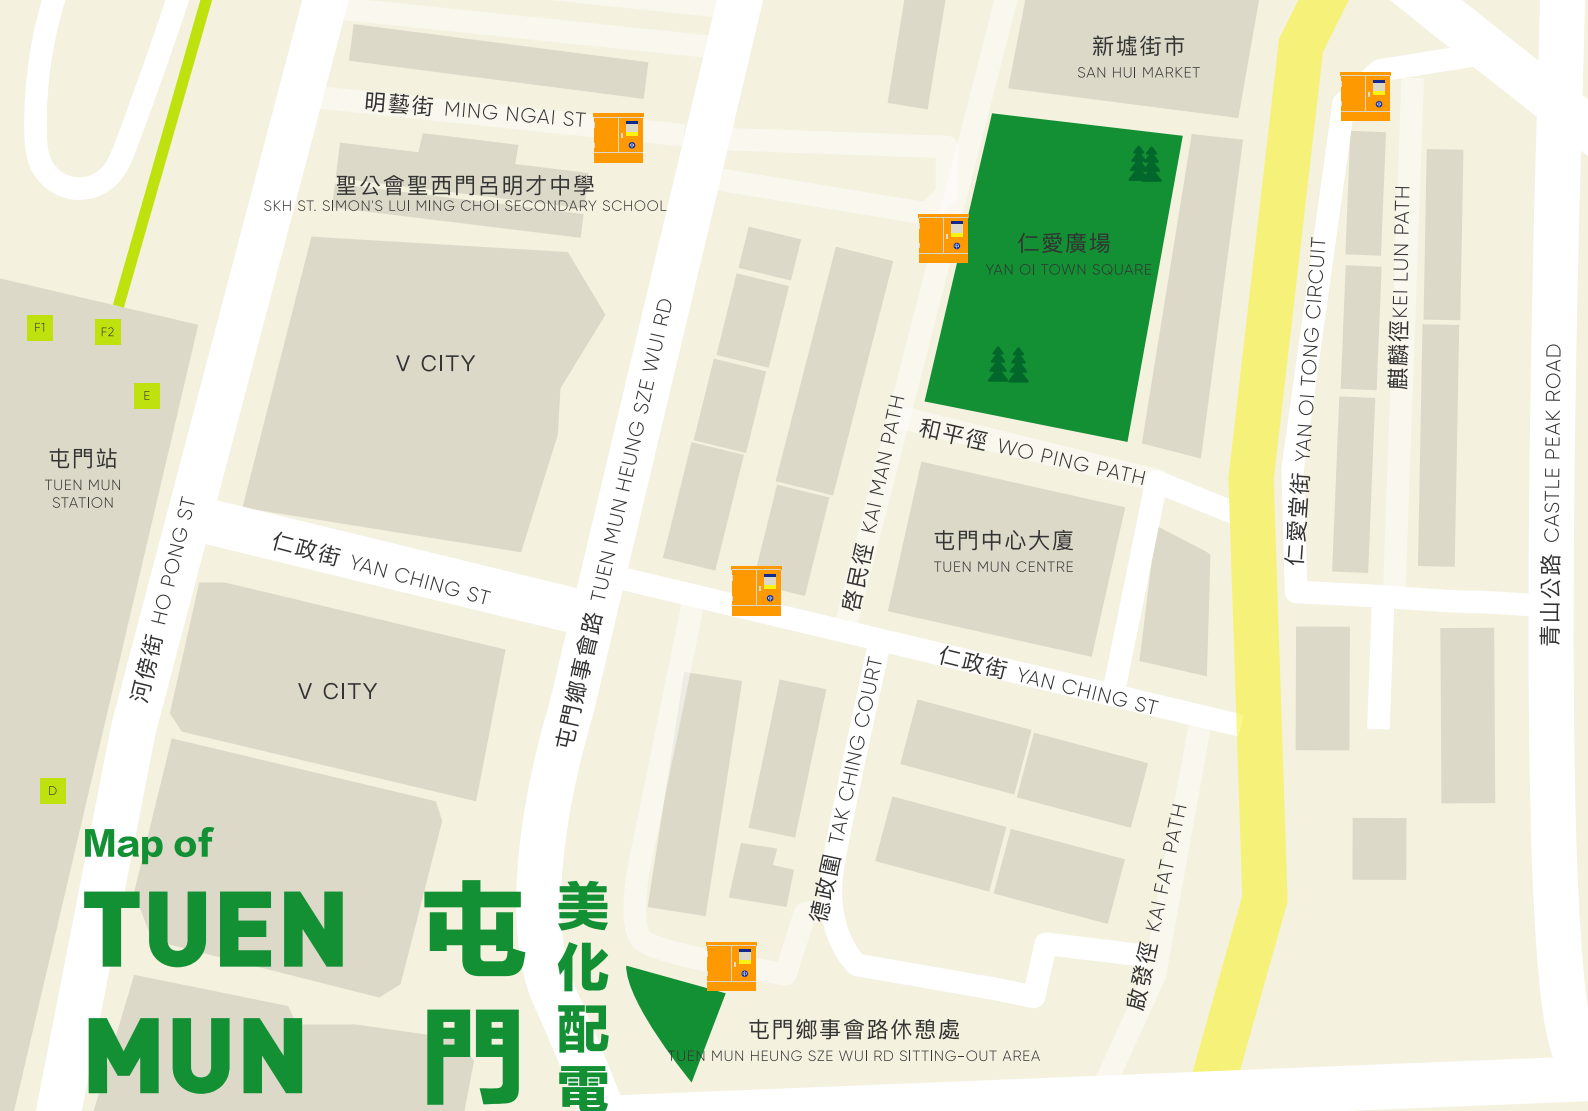 新墟街市
SAN HUI MARKET
明藝街 MING NGAI ST
聖公會聖西門呂明才中學
SKH ST. SIMON'S LUI MING CHOI SECONDARY SCHOOL
仁愛廣場
YAN OI TOWN SQUARE
F1
F2
E
V CITY
屯門站
TUEN MUN
STATION
河傍街 HO PONG ST
仁政街 YAN CHING ST
屯門鄉事會路 TUEN MUN HEUNG SZE WUI RD
啓民徑 KAI MAN PATH
和平徑 WO PING PATH
屯門中心大廈
TUEN MUN CENTRE
仁愛堂街 YAN OI TONG CIRCUIT
麒麟徑 KEI LUN PATH
青山公路 CASTLE PEAK ROAD
仁政街 YAN CHING ST
V CITY
德政圍 TAK CHING COURT
啟發徑 KAI FAT PATH
D
Map of
TUEN
MUN
屯門
美化配電
屯門鄉事會路休憩處
TUEN MUN HEUNG SZE WUI RD SITTING-OUT AREA